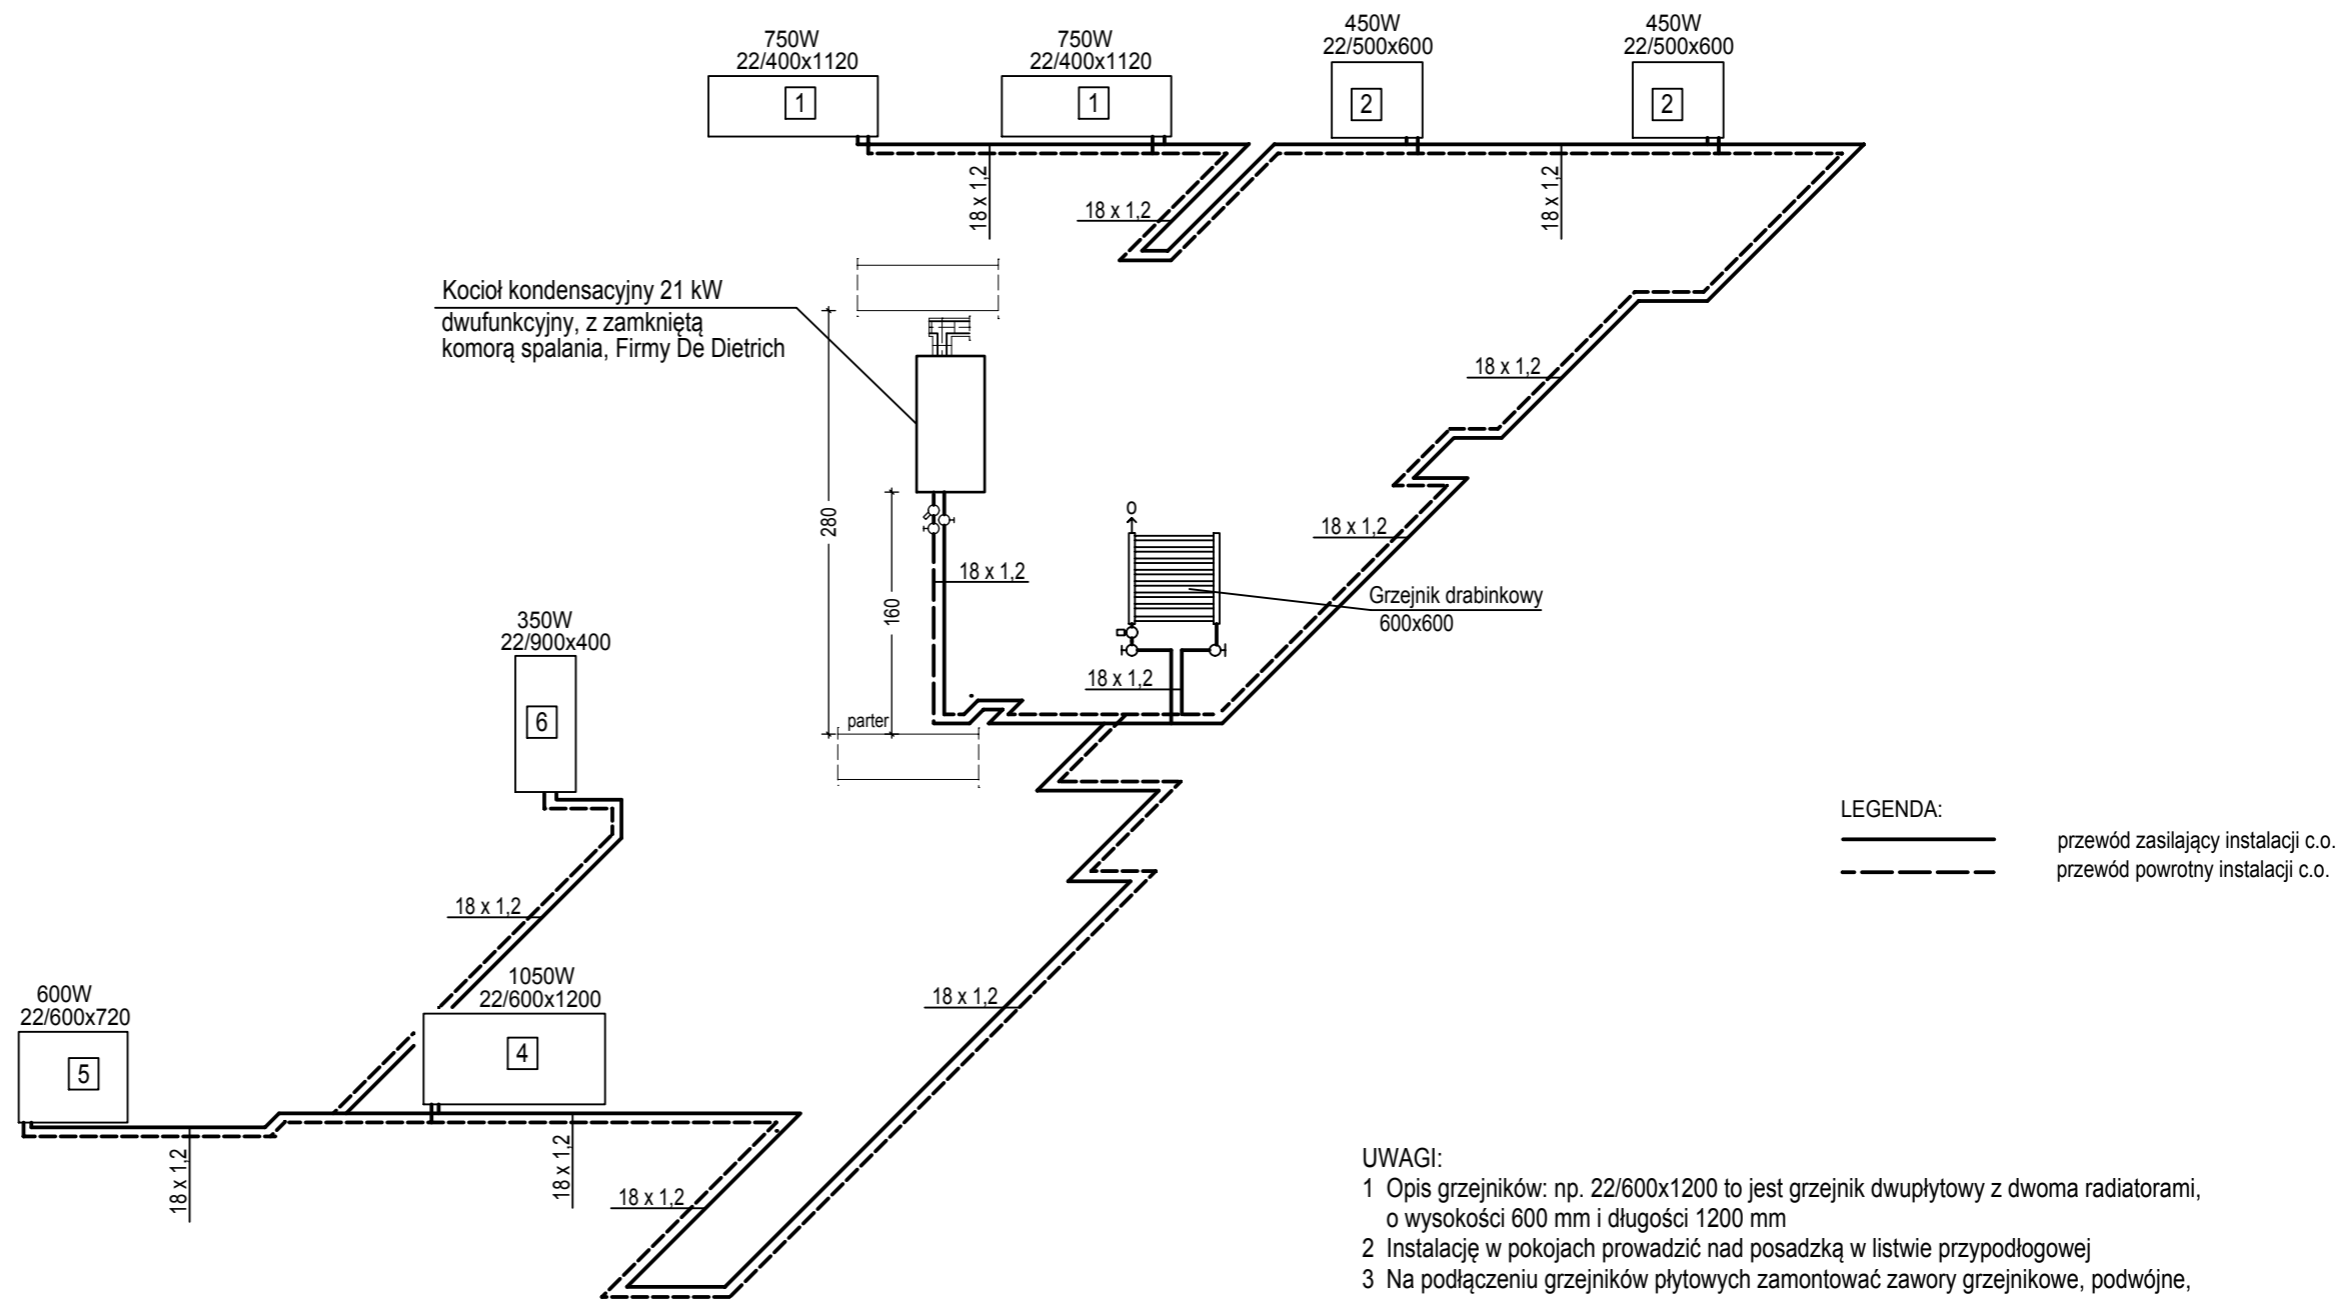 750W
22/400x1120
1
750W
22/400x1120
1
450W
22/500x600
2
450W
22/500x600
2
18 x 1,2
18 x 1,2
18 x 1,2
Kocioł kondensacyjny 21 kW
dwufunkcyjny, z zamkniętą
komorą spalania, Firmy De Dietrich
18 x 1,2
280
160
18 x 1,2
18 x 1,2
O
Grzejnik drabinkowy
600x600
18 x 1,2
parter
350W
22/900x400
6
18 x 1,2
600W
22/600x720
5
1050W
22/600x1200
4
18 x 1,2
18 x 1,2
18 x 1,2
18 x 1,2
LEGENDA:
przewód zasilający instalacji c.o.
przewód powrotny instalacji c.o.
UWAGI:
1 Opis grzejników: np. 22/600x1200 to jest grzejnik dwupłytowy z dwoma radiatorami,
o wysokości 600 mm i długości 1200 mm
2 Instalację w pokojach prowadzić nad posadzką w listwie przypodłogowej
3 Na podłączeniu grzejników płytowych zamontować zawory grzejnikowe, podwójne,